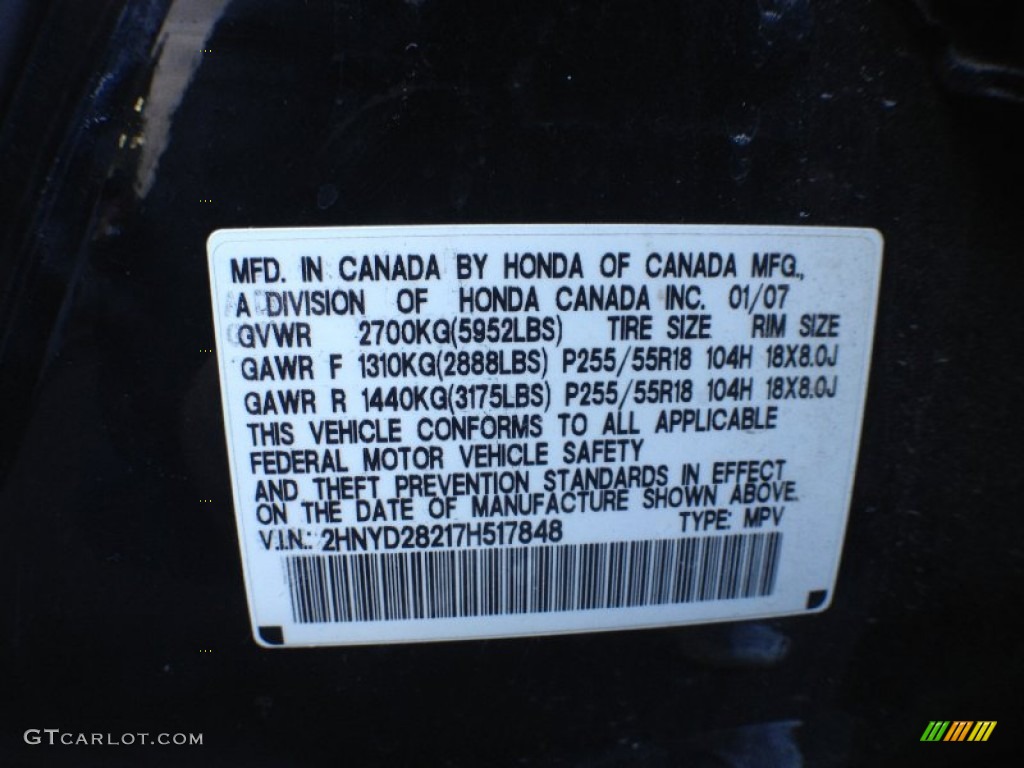 MFD. IN CANADA BY HONDA OF CANADA MFG.,
A DIVISION OF HONDA CANADA INC. 01/07
GVWR 2700KG(5952LBS) TIRE SIZE RIM SIZE
GAWR F 1310KG(2888LBS) P255/55R18 104H 18X8.0J
GAWR R 1440KG(3175LBS) P255/55R18 104H 18X8.0J
THIS VEHICLE CONFORMS TO ALL APPLICABLE
FEDERAL MOTOR VEHICLE SAFETY
AND THEFT PREVENTION STANDARDS IN EFFECT
ON THE DATE OF MANUFACTURE SHOWN ABOVE.
V.I.N.: 2HNYD28217H517848 TYPE: MPV
GTCARLOT.COM